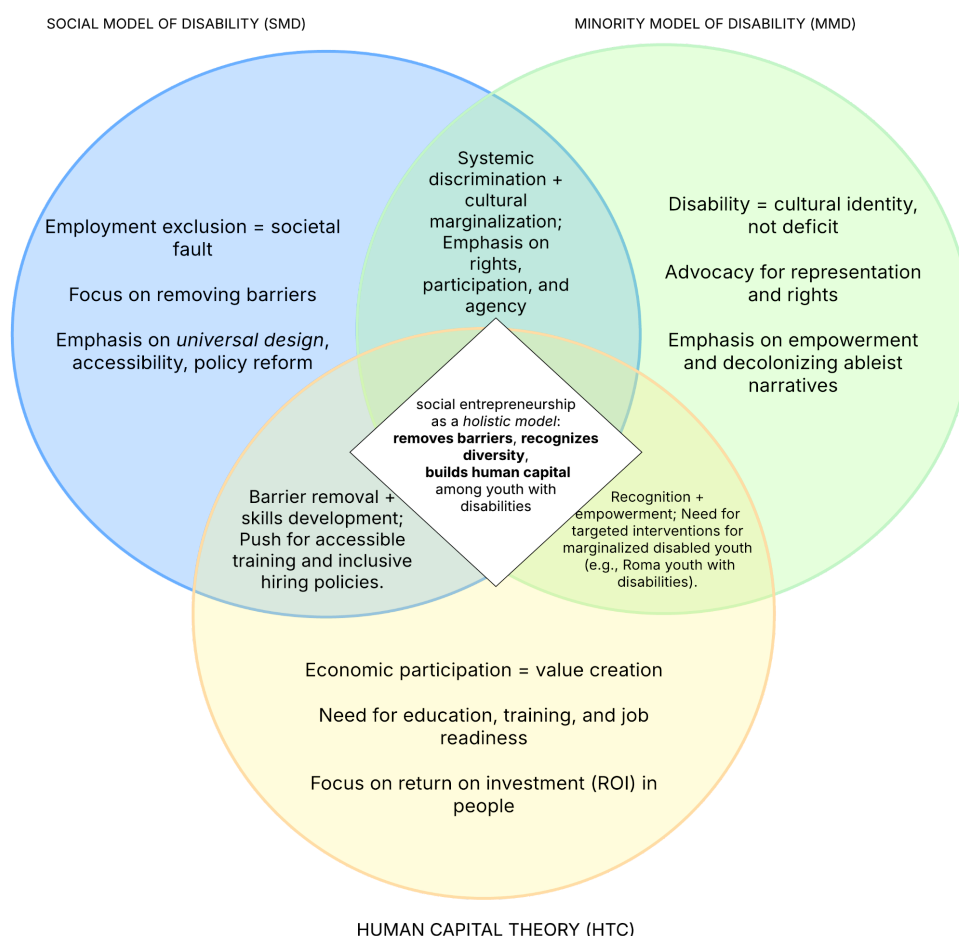 SOCIAL MODEL OF DISABILITY (SMD)
MINORITY MODEL OF DISABILITY (MMD)
Employment exclusion = societal
fault
Focus on removing barriers
Emphasis on universal design,
accessibility, policy reform
Systemic
discrimination +
cultural
marginalization;
Emphasis on
rights,
participation, and
agency
Disability = cultural identity,
not deficit
Advocacy for representation
and rights
Emphasis on empowerment
and decolonizing ableist
narratives
social entrepreneurship
as a holistic model:
removes barriers, recognizes
diversity,
builds human capital
among youth with
disabilities
Barrier removal +
skills development;
Push for accessible
training and inclusive
hiring policies.
Recognition +
empowerment; Need for
targeted interventions for
marginalized disabled youth
(e.g., Roma youth with
disabilities).
Economic participation = value creation
Need for education, training, and job
readiness
Focus on return on investment (ROI) in
people
HUMAN CAPITAL THEORY (HTC)